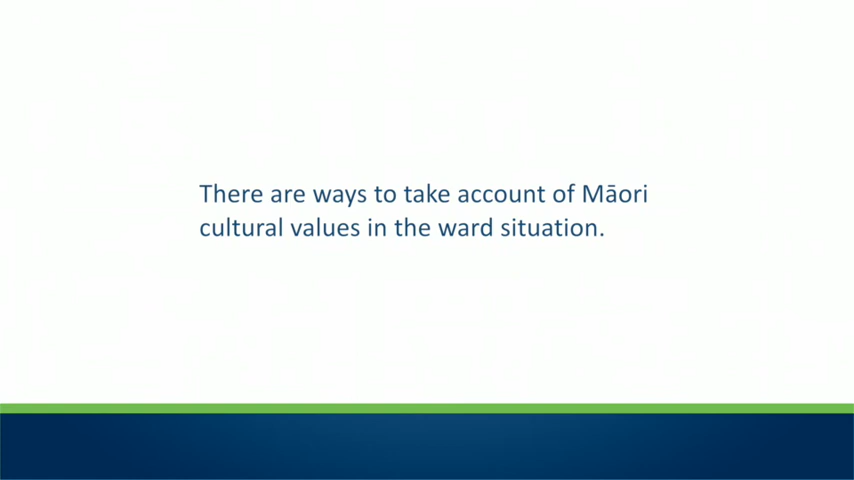 There are ways to take account of Māori
cultural values in the ward situation.